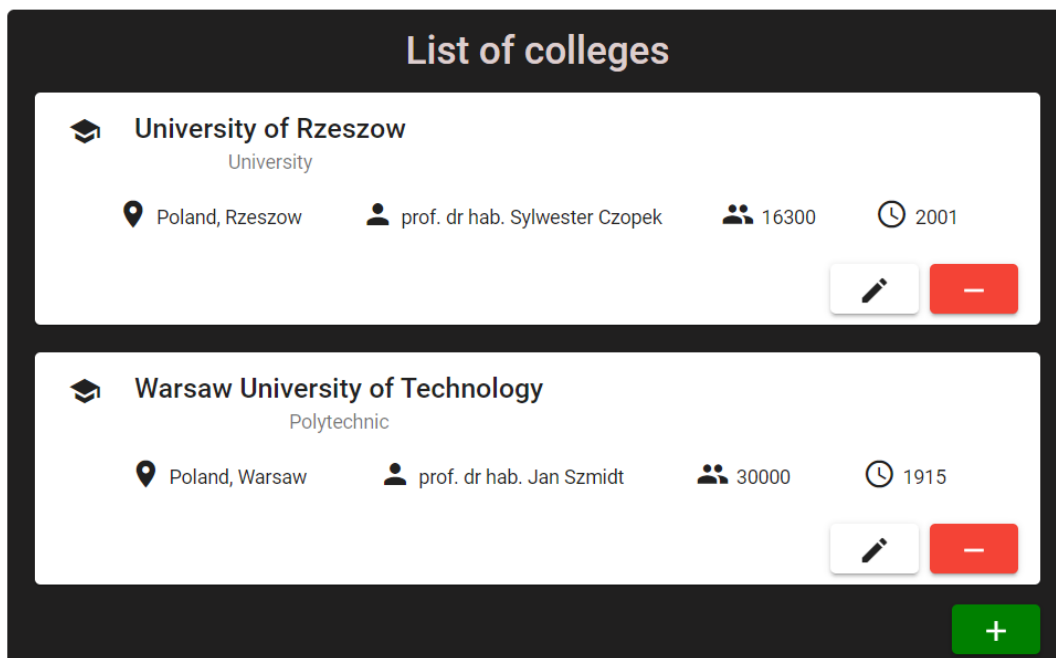 List of colleges
University of Rzeszow
University
Poland, Rzeszow prof. dr hab. Sylwester Czopek 16300 2001
Warsaw University of Technology
Polytechnic
Poland, Warsaw prof. dr hab. Jan Szmidt 30000 1915